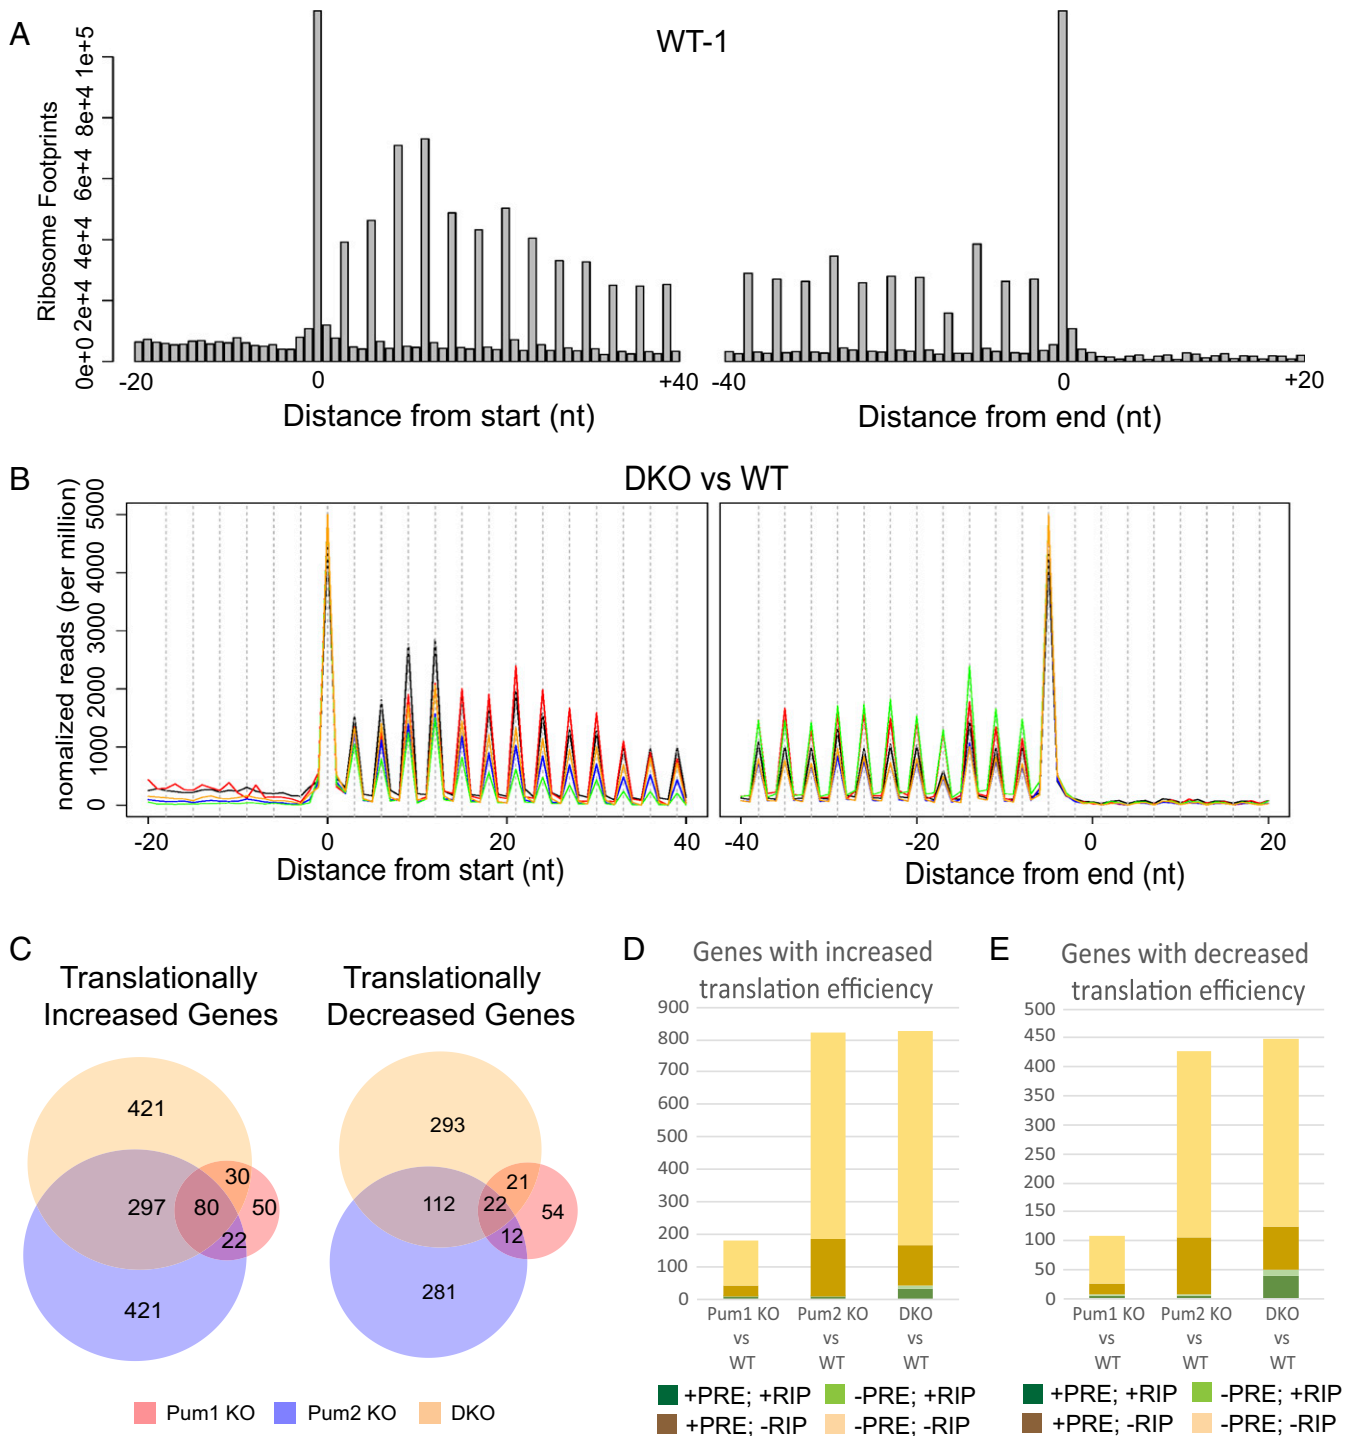 A
WT-1
Ribosome Footprints
0e+0 2e+4 4e+4 6e+4 8e+4 1e+5
-20 0 +40
-40 0 +20
Distance from start (nt)
Distance from end (nt)
B
DKO vs WT
nomalized reads (per million)
0 1000 2000 3000 4000 5000
-20 0 20 40
-40 -20 0 20
Distance from start (nt)
Distance from end (nt)
C
Translationally
Increased Genes
421
30
297
80
50
22
421
Translationally
Decreased Genes
293
21
112
22
54
12
281
Pum1 KO
Pum2 KO
DKO
D
Genes with increased
translation efficiency
900
800
700
600
500
400
300
200
100
0
Pum1 KO
vs
WT
Pum2 KO
vs
WT
DKO
vs
WT
+PRE; +RIP
-PRE; +RIP
+PRE; -RIP
-PRE; -RIP
E
Genes with decreased
translation efficiency
500
450
400
350
300
250
200
150
100
50
0
Pum1 KO
vs
WT
Pum2 KO
vs
WT
DKO
vs
WT
+PRE; +RIP
-PRE; +RIP
+PRE; -RIP
-PRE; -RIP